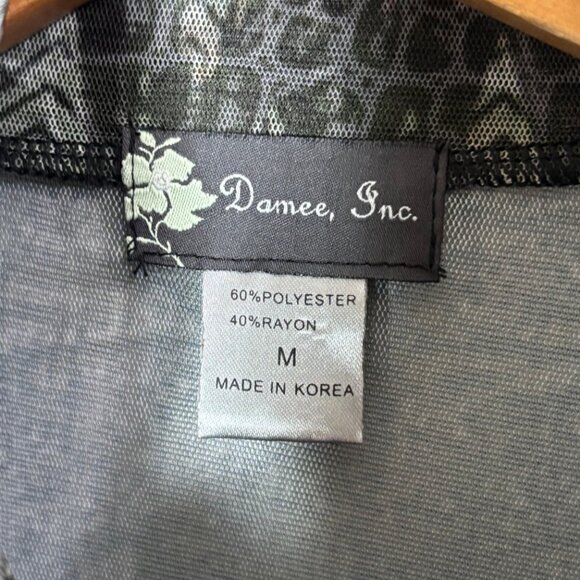 Damee, Inc.
60%POLYESTER
40%RAYON
M
MADE IN KOREA